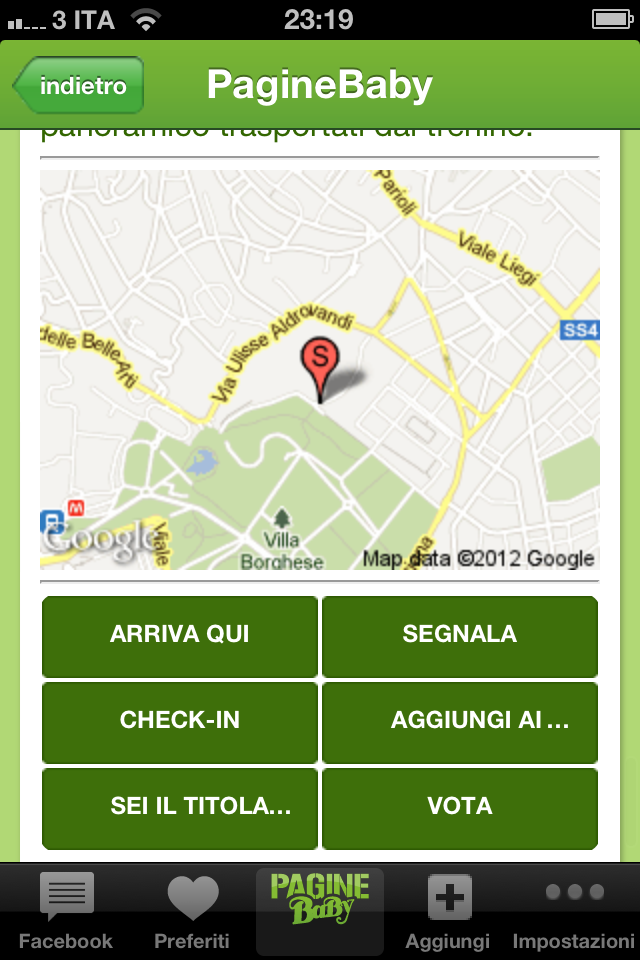 3 ITA 23:19
indietro PagineBaby
panoramico trasportati dal trenino.
Parioli
Viale Liegi
Via Ulisse Aldrovandi
SS4
delle Belle Arti
S
M
Viale
Villa
Borghese
Google
Map data ©2012 Google
ARRIVA QUI SEGNALA
CHECK-IN AGGIUNGI AI ...
SEI IL TITOLA... VOTA
PAGINE
BaBy
Facebook Preferiti Aggiungi Impostazioni